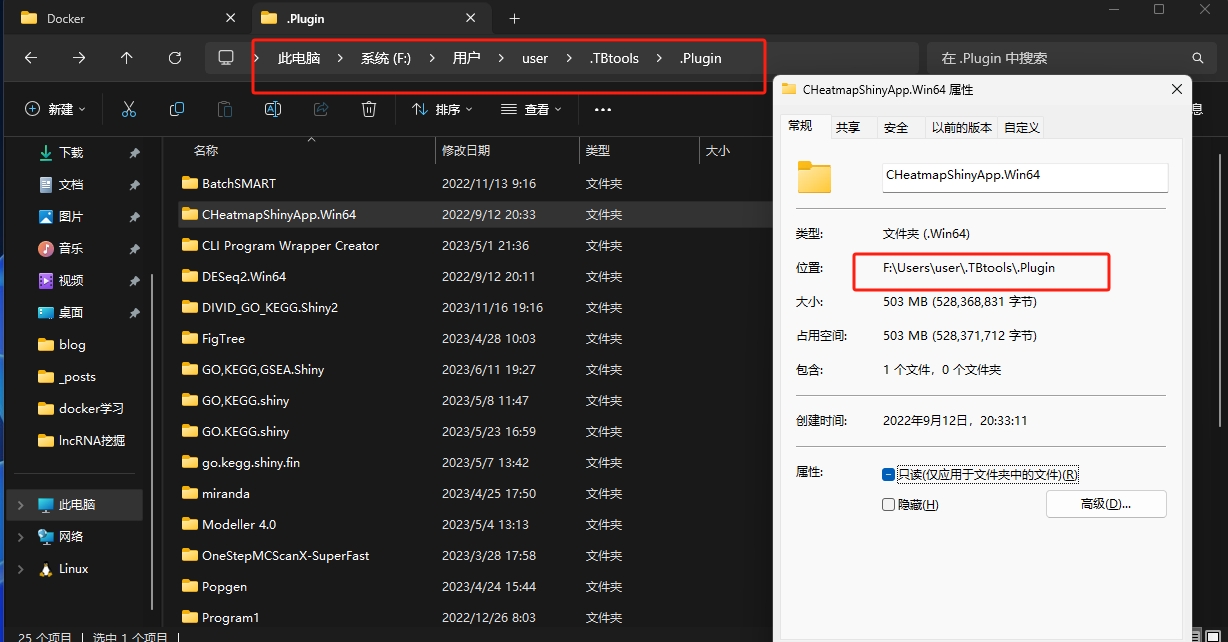 Docker
.Plugin
此电脑 系统 (F:) 用户 user .TBtools .Plugin
在 .Plugin 中搜索
新建
排序
查看
下载
文档
图片
音乐
视频
桌面
blog
_posts
docker学习
lncRNA挖掘
此电脑
网络
Linux
名称 修改日期 类型 大小
BatchSMART 2022/11/13 9:16 文件夹
CHeatmapShinyApp.Win64 2022/9/12 20:33 文件夹
CLI Program Wrapper Creator 2023/5/1 21:36 文件夹
DESeq2.Win64 2022/9/12 20:11 文件夹
DIVID_GO_KEGG.Shiny2 2023/11/16 9:16 文件夹
FigTree 2023/4/28 10:03 文件夹
GO,KEGG,GSEA.Shiny 2023/6/11 19:27 文件夹
GO,KEGG.shiny 2023/5/8 11:47 文件夹
GO.KEGG.shiny 2023/5/23 16:59 文件夹
go.kegg.shiny.fin 2023/5/7 13:42 文件夹
miranda 2023/4/25 17:50 文件夹
Modeller 4.0 2023/5/4 13:13 文件夹
OneStepMCScanX-SuperFast 2023/3/28 17:58 文件夹
Popgen 2023/4/24 15:44 文件夹
Program1 2022/12/26 8:03 文件夹
25 个项目 选中 1 个项目
CHeatmapShinyApp.Win64 属性
息
常规 共享 安全 以前的版本 自定义
CHeatmapShinyApp.Win64
类型: 文件夹 (.Win64)
位置: F:\Users\user\.TBtools\.Plugin
大小: 503 MB (528,368,831 字节)
占用空间: 503 MB (528,371,712 字节)
包含: 1 个文件，0 个文件夹
创建时间: 2022年9月12日，20:33:11
属性: 只读(仅应用于文件夹中的文件)(R)
隐藏(H)
高级(D)...